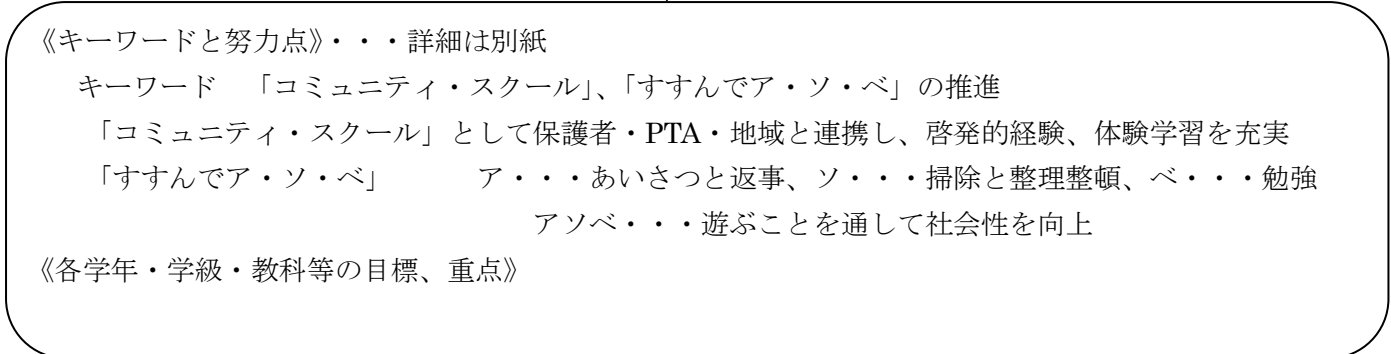 《キーワードと努力点》・・・詳細は別紙
キーワード　「コミュニティ・スクール」、「すすんでア・ソ・ベ」の推進
「コミュニティ・スクール」として保護者・PTA・地域と連携し、啓発的経験、体験学習を充実
「すすんでア・ソ・ベ」　　　ア・・・あいさつと返事、ソ・・・掃除と整理整頓、ベ・・・勉強
アソベ・・・遊ぶことを通して社会性を向上
《各学年・学級・教科等の目標、重点》